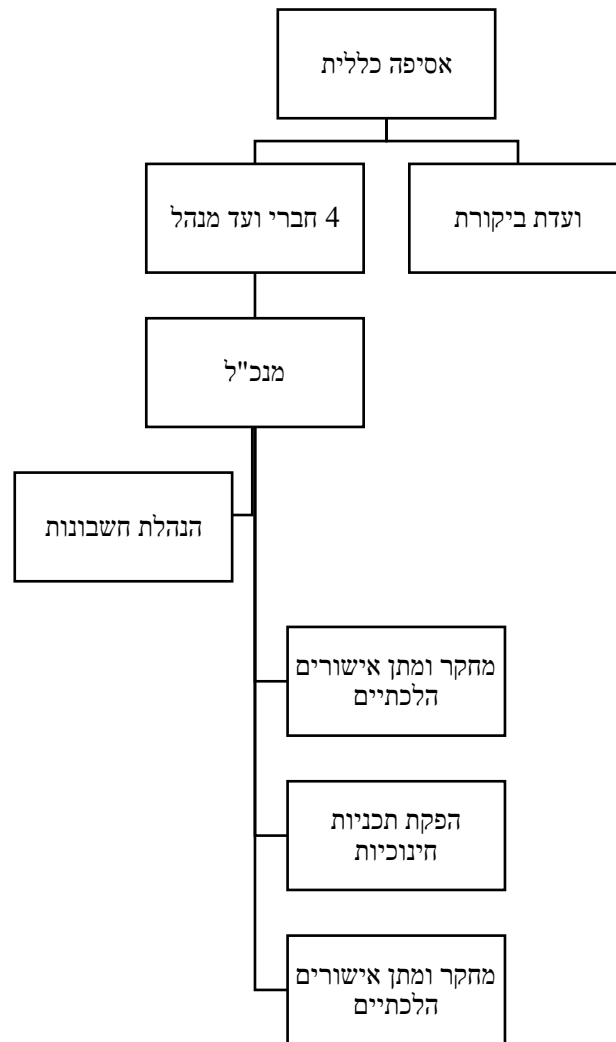 אסיפה כללית
ועדת ביקורת
4 חברי ועד מנהל
מנכ"ל
הנהלת חשבונות
מחקר ומתן אישורים
הלכתיים
הפקת תכניות
חינוכיות
מחקר ומתן אישורים
הלכתיים